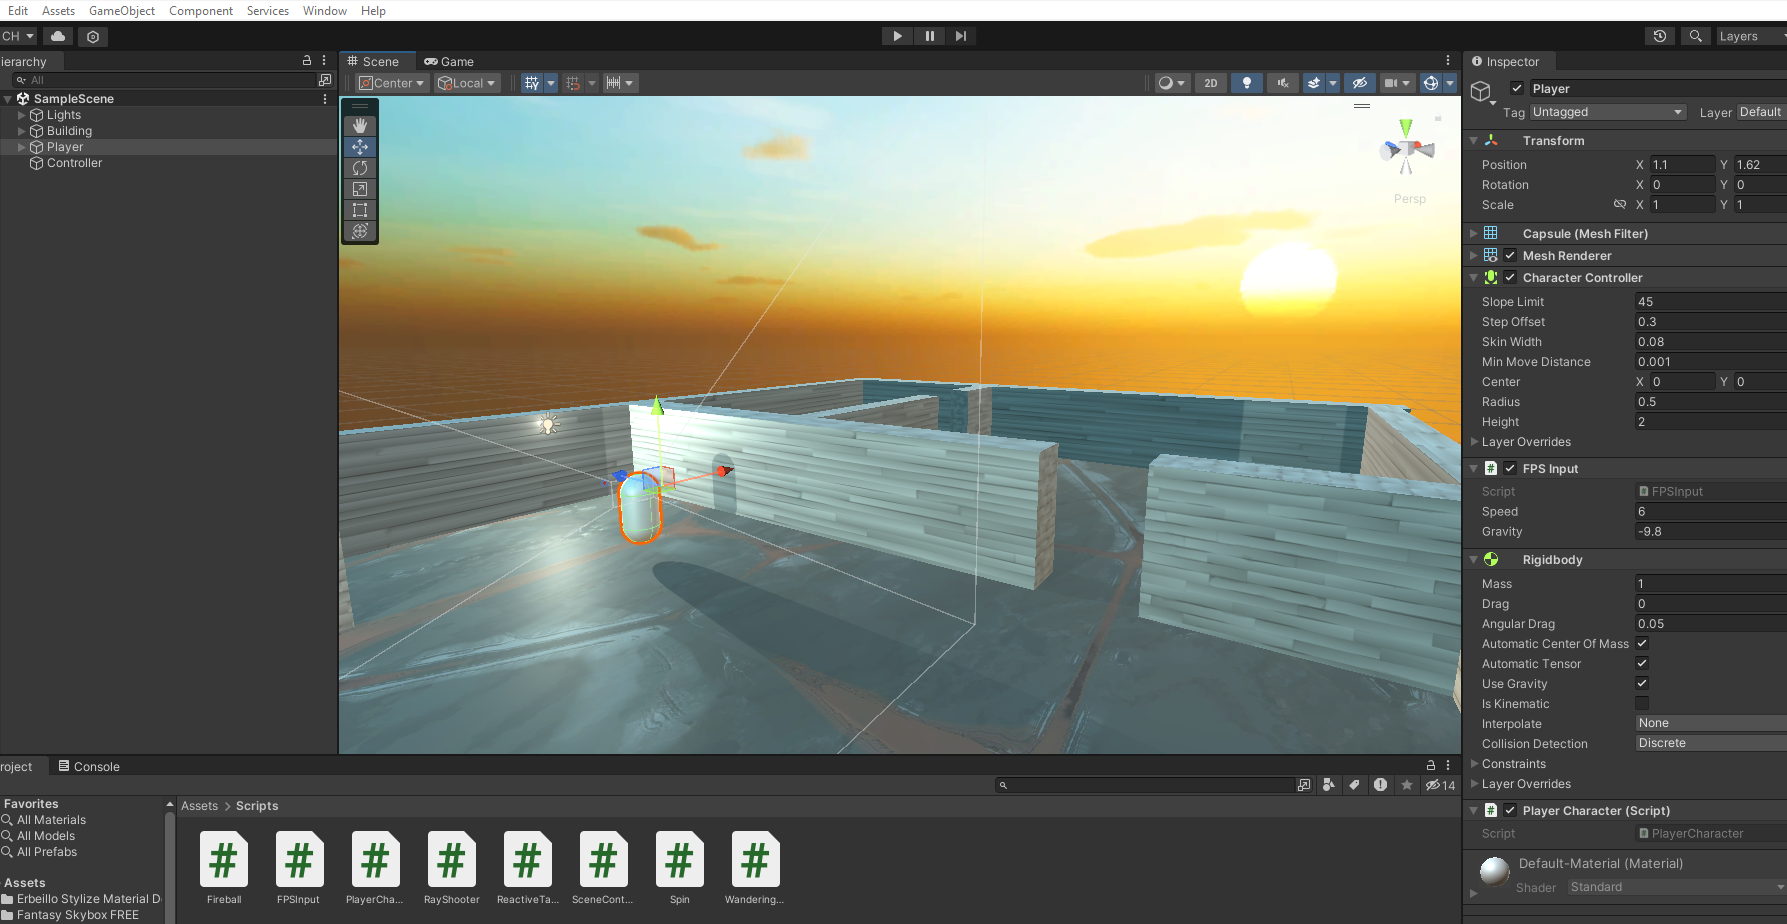 Edit Assets GameObject Component Services Window Help
CH Layers
ierarchy
All
SampleScene
Lights
Building
Player
Controller
Scene Game
Center Local 2D
Persp
Inspector
Player
Tag Untagged Layer Default
Transform
Position X 1.1 Y 1.62
Rotation X 0 Y 0
Scale X 1 Y 1
Capsule (Mesh Filter)
Mesh Renderer
Character Controller
Slope Limit 45
Step Offset 0.3
Skin Width 0.08
Min Move Distance 0.001
Center X 0 Y 0
Radius 0.5
Height 2
Layer Overrides
# FPS Input
Script FPSInput
Speed 6
Gravity -9.8
Rigidbody
Mass 1
Drag 0
Angular Drag 0.05
Automatic Center Of Mass
Automatic Tensor
Use Gravity
Is Kinematic
Interpolate None
Collision Detection Discrete
Constraints
Layer Overrides
# Player Character (Script)
Script PlayerCharacter
Default-Material (Material)
Shader Standard
roject Console
14
Favorites
All Materials
All Models
All Prefabs
Assets
Erbeillo Stylize Material D
Fantasy Skybox FREE
Assets > Scripts
# # # # # # # #
Fireball FPSInput PlayerCha... RayShooter ReactiveTa... SceneCont... Spin Wandering...